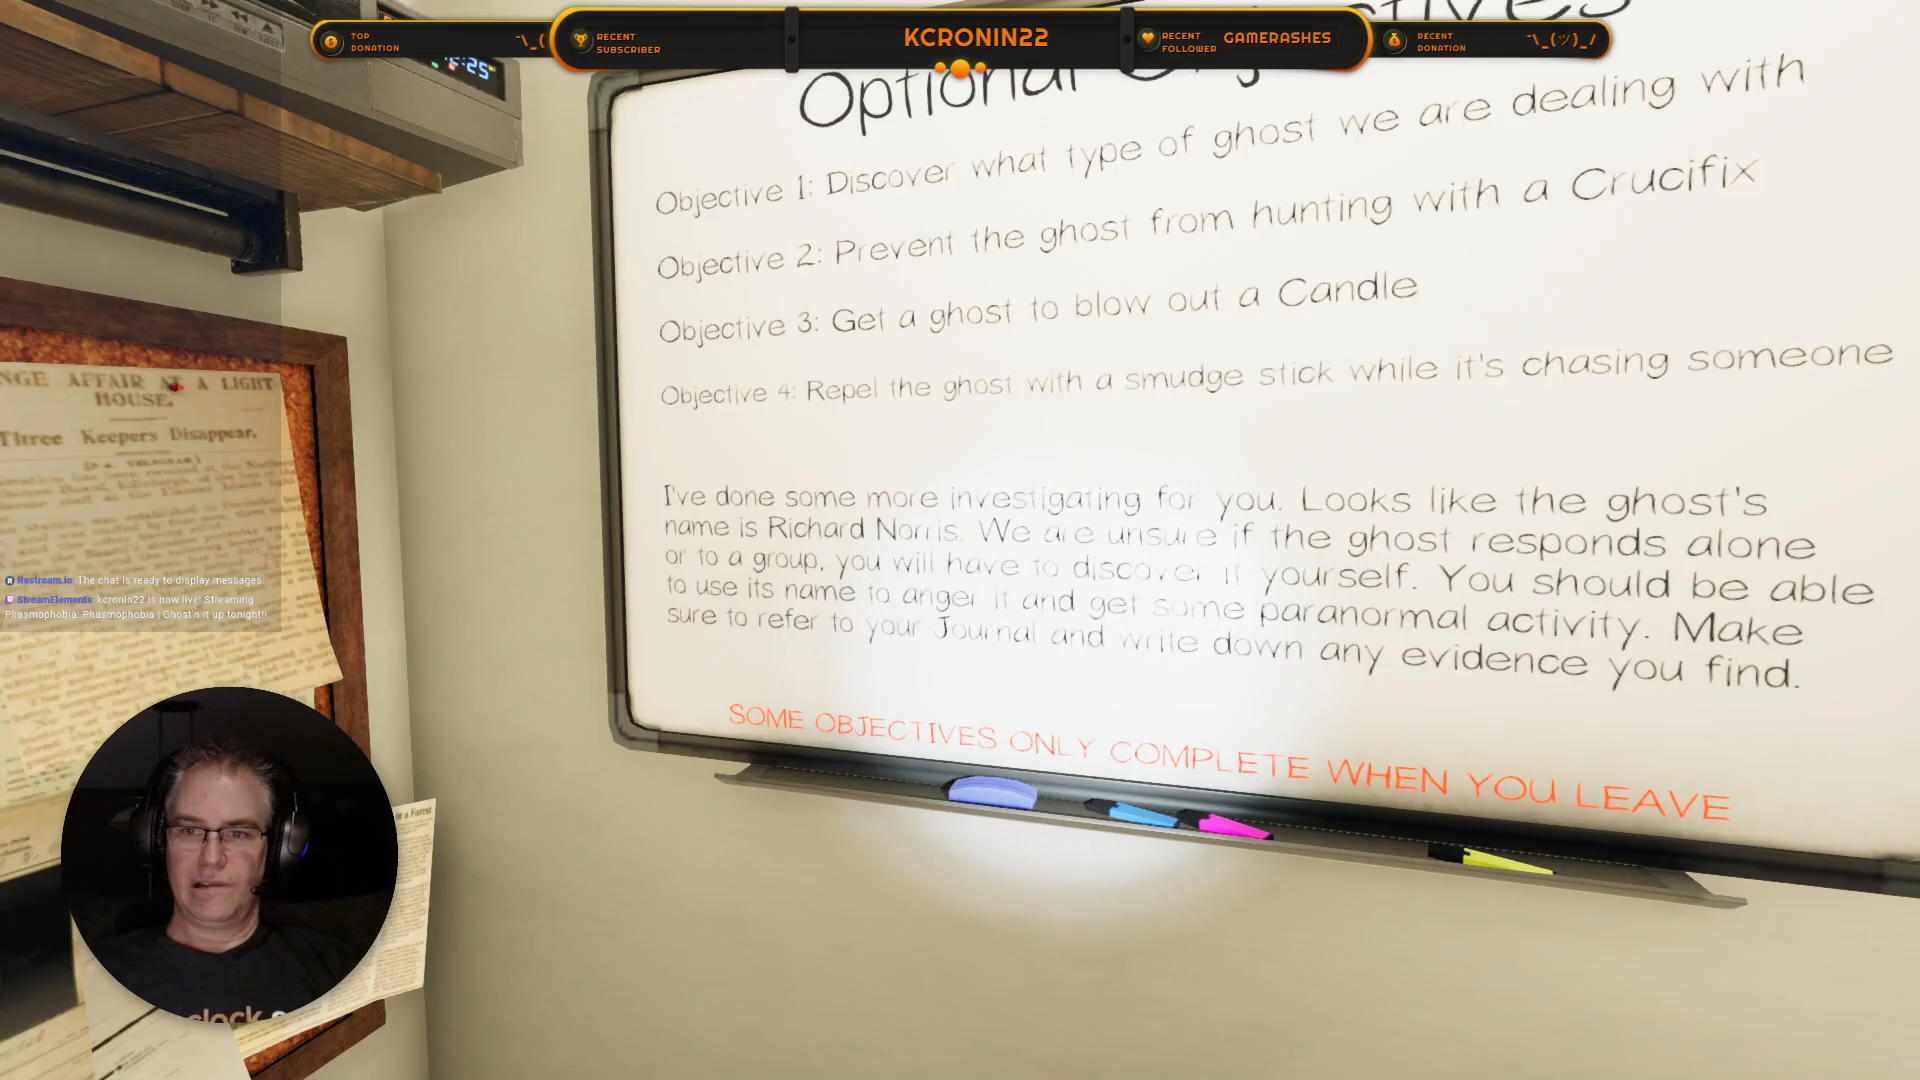 TOP
DONATION
¯\_(
RECENT
SUBSCRIBER
KCRONIN22
RECENT
FOLLOWER
GAMERASHES
RECENT
DONATION
¯\_(ツ)_/
:25
Optional
Objective 1: Discover what type of ghost we are dealing with
Objective 2: Prevent the ghost from hunting with a Crucifix
Objective 3: Get a ghost to blow out a Candle
Objective 4: Repel the ghost with a smudge stick while it's chasing someone
I've done some more investigating for you. Looks like the ghost's
name is Richard Norris. We are unsure if the ghost responds alone
or to a group, you will have to discover it yourself. You should be able
to use its name to anger it and get some paranormal activity. Make
sure to refer to your Journal and write down any evidence you find.
SOME OBJECTIVES ONLY COMPLETE WHEN YOU LEAVE
NGE AFFAIR AT A LIGHT
HOUSE.
Three Keepers Disappear.
Restream.io: The chat is ready to display messages.
StreamElements: kcronin22 is now live! Streaming
Phasmophobia: Phasmophobia | Ghost'n it up tonight!!
in a Forest
clock